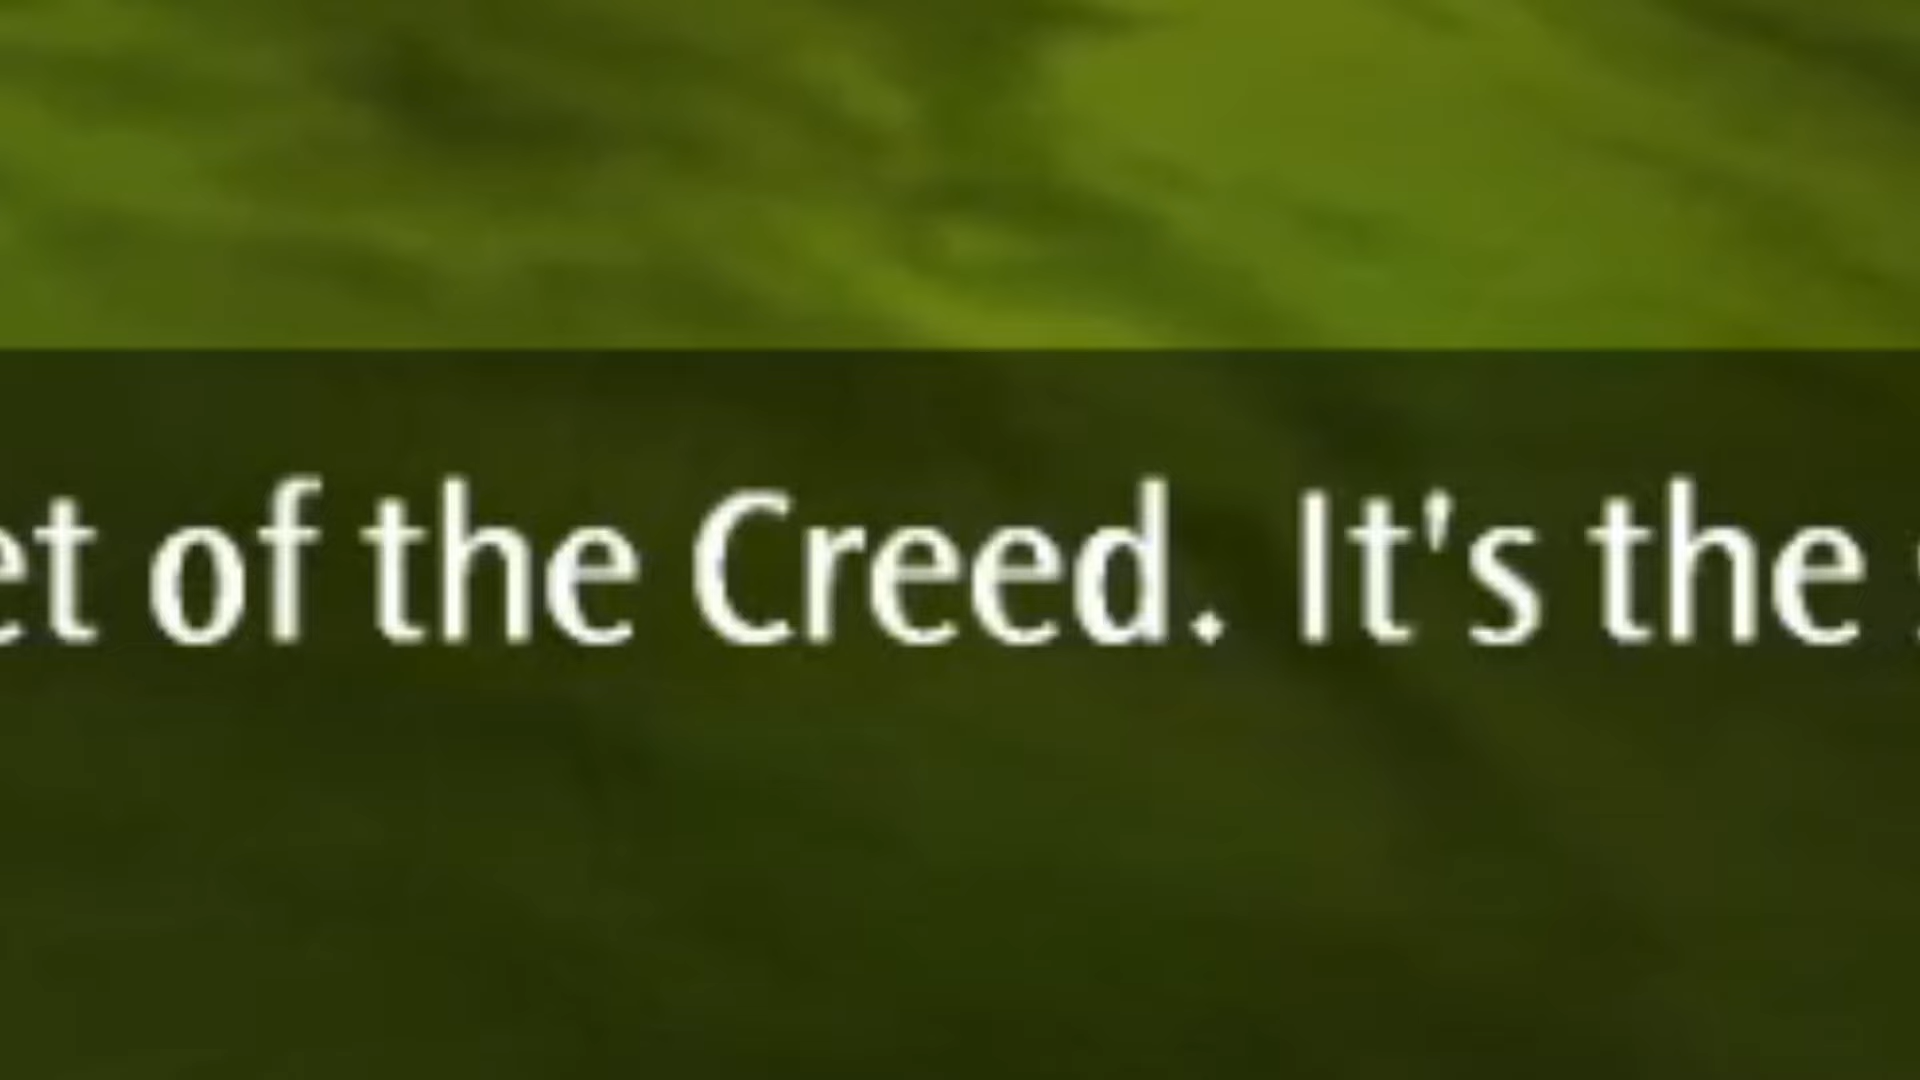 et of the Creed. It's the